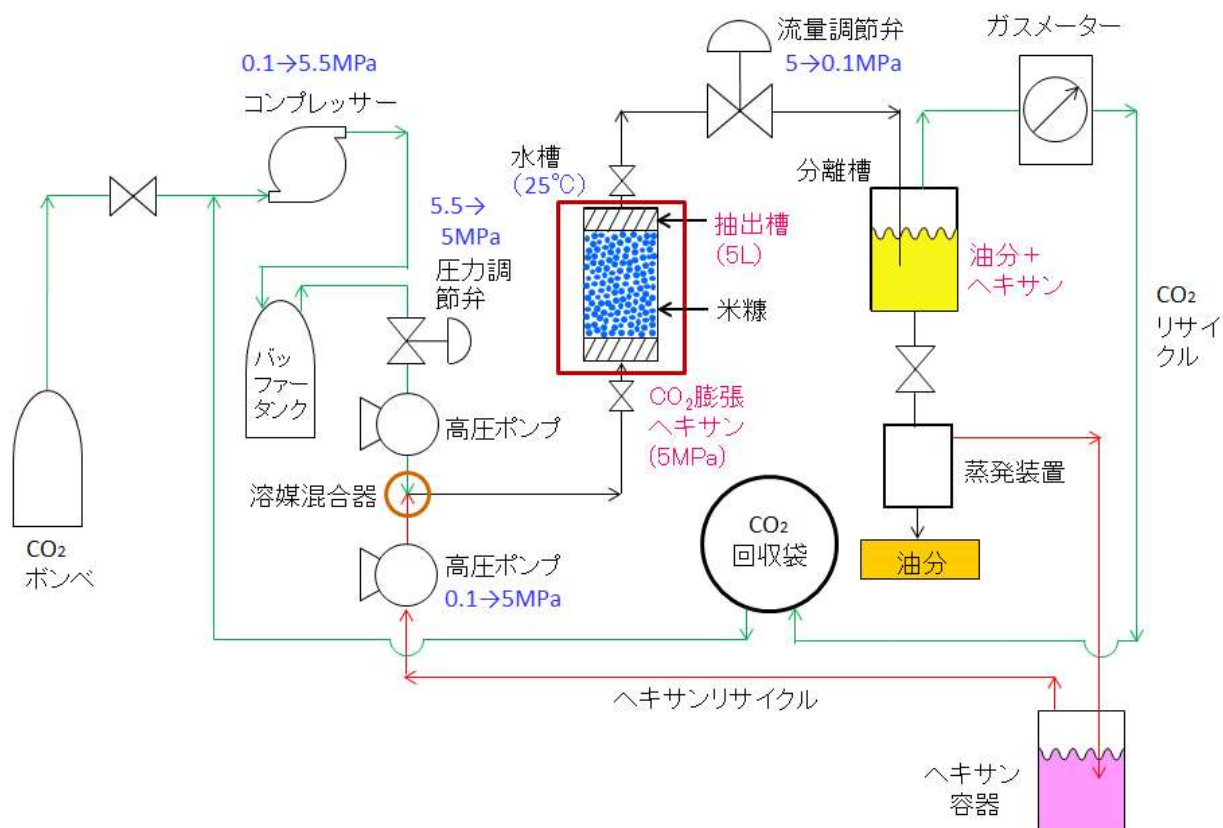 0.1→5.5MPa
コンプレッサー
流量調節弁
5→0.1MPa
ガスメーター
水槽
(25℃)
分離槽
5.5→
5MPa
圧力調
節弁
抽出槽
(5L)
米糠
油分+
ヘキサン
CO₂
リサイ
クル
バッ
ファー
タンク
高圧ポンプ
CO₂膨張
ヘキサン
(5MPa)
溶媒混合器
蒸発装置
CO₂
回収袋
油分
CO₂
ボンベ
高圧ポンプ
0.1→5MPa
ヘキサンリサイクル
ヘキサン
容器